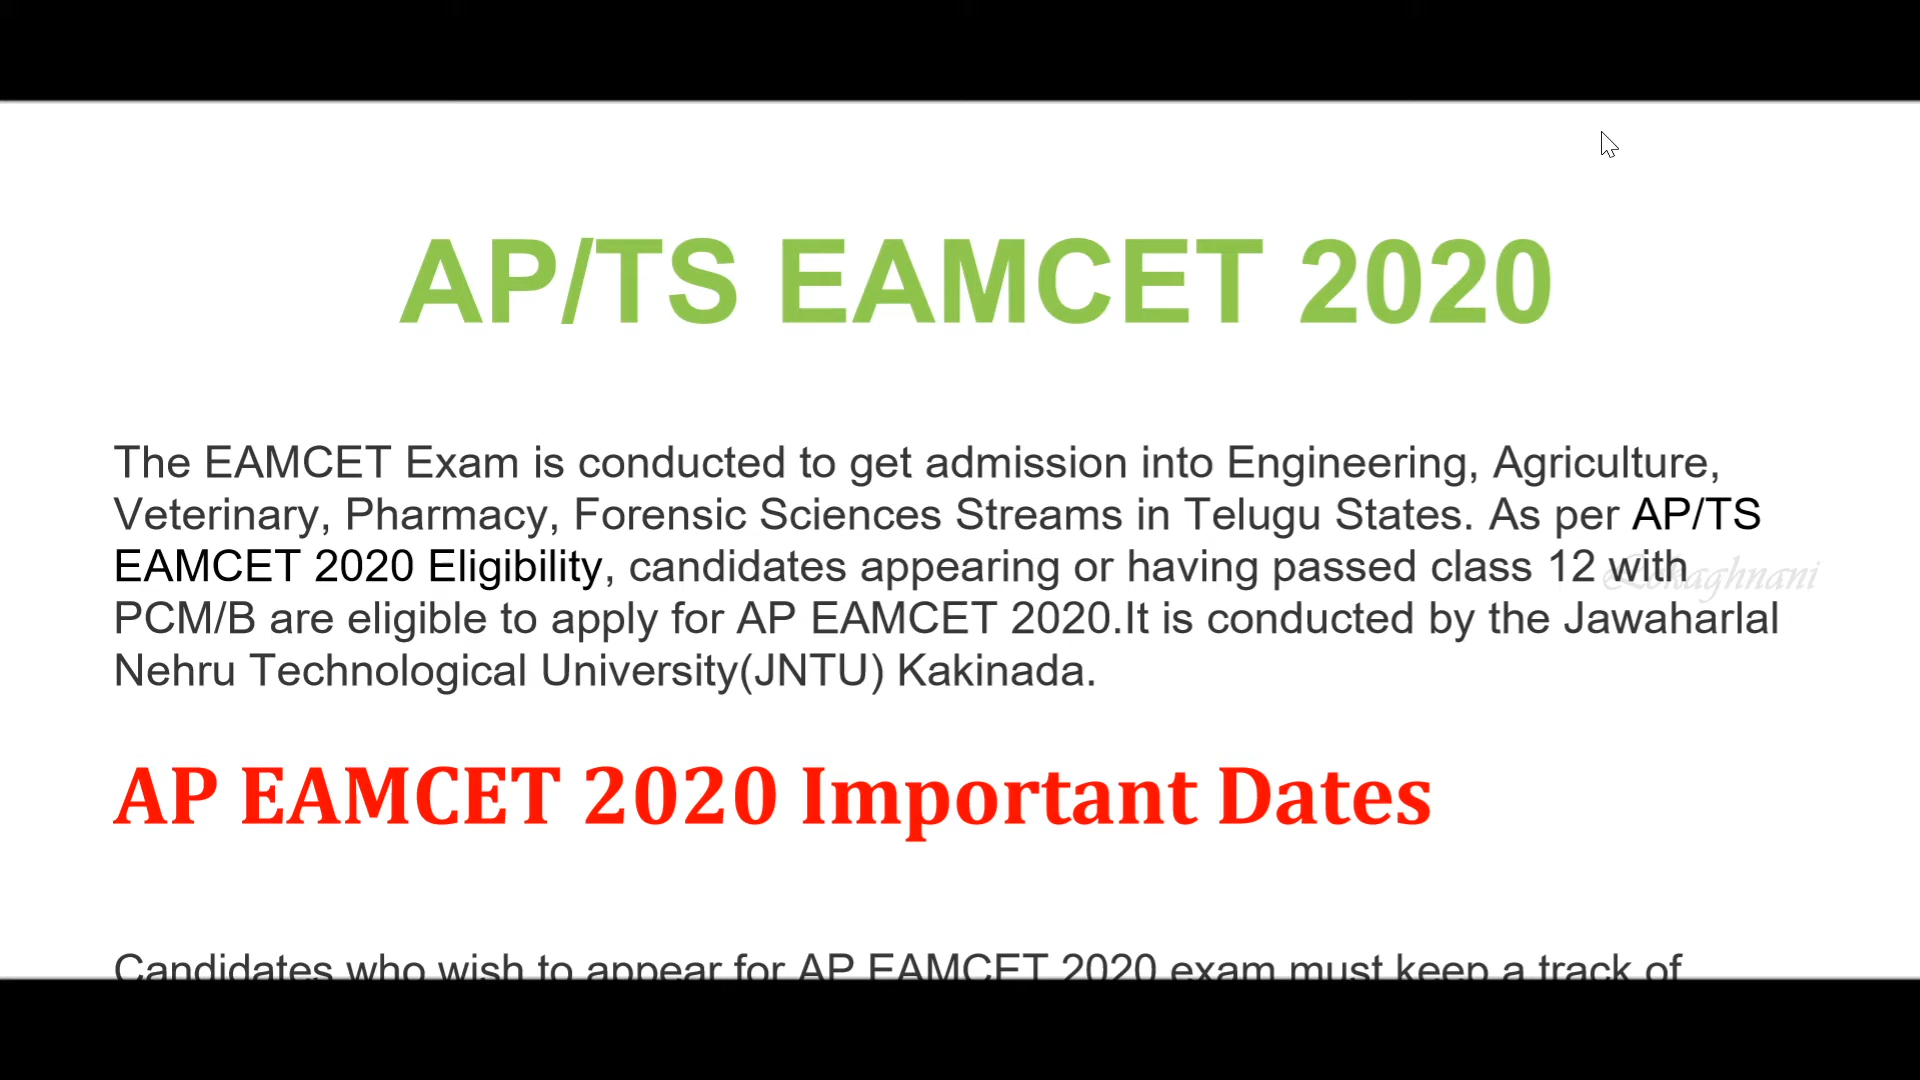 AP/TS EAMCET 2020
The EAMCET Exam is conducted to get admission into Engineering, Agriculture,
Veterinary, Pharmacy, Forensic Sciences Streams in Telugu States. As per AP/TS
EAMCET 2020 Eligibility, candidates appearing or having passed class 12 with
PCM/B are eligible to apply for AP EAMCET 2020.It is conducted by the Jawaharlal
Nehru Technological University(JNTU) Kakinada.
AP EAMCET 2020 Important Dates
Candidates who wish to appear for AP EAMCET 2020 exam must keep a track of